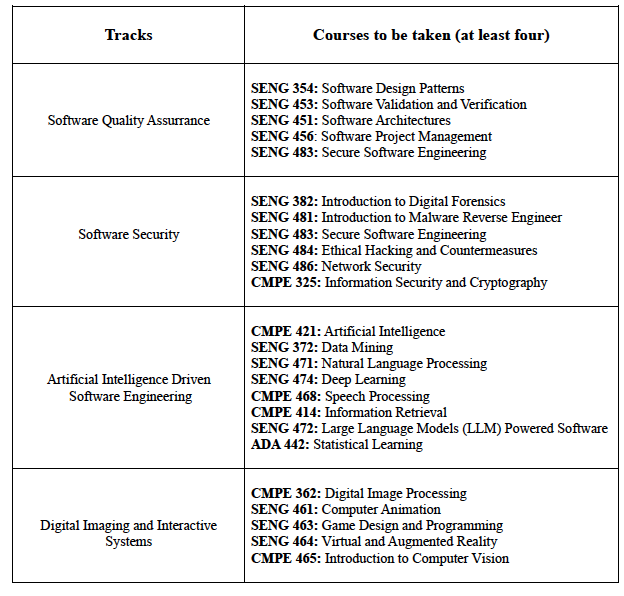 Tracks
Courses to be taken (at least four)
Software Quality Assurrance
SENG 354: Software Design Patterns
SENG 453: Software Validation and Verification
SENG 451: Software Architectures
SENG 456: Software Project Management
SENG 483: Secure Software Engineering
Software Security
SENG 382: Introduction to Digital Forensics
SENG 481: Introduction to Malware Reverse Engineer
SENG 483: Secure Software Engineering
SENG 484: Ethical Hacking and Countermeasures
SENG 486: Network Security
CMPE 325: Information Security and Cryptography
Artificial Intelligence Driven
Software Engineering
CMPE 421: Artificial Intelligence
SENG 372: Data Mining
SENG 471: Natural Language Processing
SENG 474: Deep Learning
CMPE 468: Speech Processing
CMPE 414: Information Retrieval
SENG 472: Large Language Models (LLM) Powered Software
ADA 442: Statistical Learning
Digital Imaging and Interactive
Systems
CMPE 362: Digital Image Processing
SENG 461: Computer Animation
SENG 463: Game Design and Programming
SENG 464: Virtual and Augmented Reality
CMPE 465: Introduction to Computer Vision